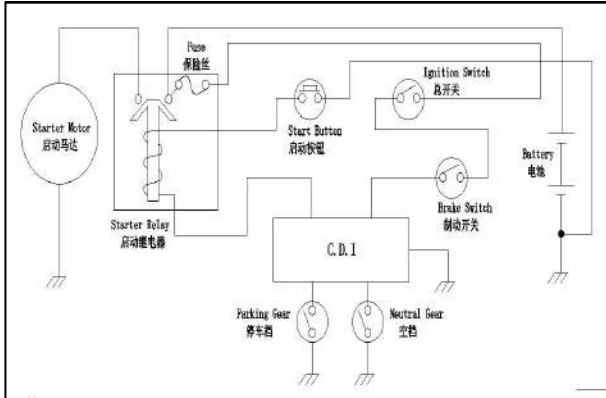 Fuse
保险丝
Ignition Switch
总开关
Starter Motor
启动马达
Start Button
启动按钮
Battery
电池
Brake Switch
制动开关
Starter Relay
启动继电器
C.D.I
Parking Gear
停车挡
Neutral Gear
空挡